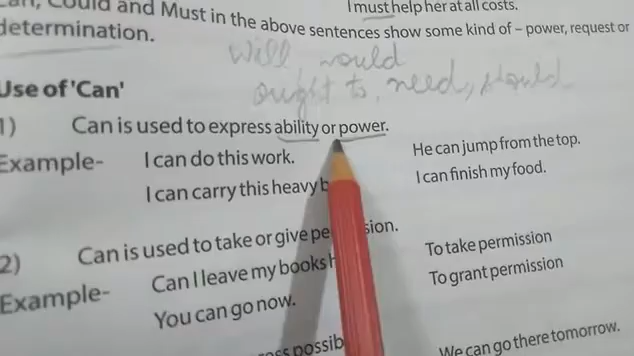 I must help her at all costs.
Could and Must in the above sentences show some kind of – power, request or
determination.
Will, would
ought to, need, should
Use of 'Can'
1) Can is used to express ability or power.
Example- I can do this work. He can jump from the top.
I can carry this heavy I can finish my food.
2) Can is used to take or give
Example- Can I leave my books To take permission
You can go now. To grant permission
We can go there tomorrow.